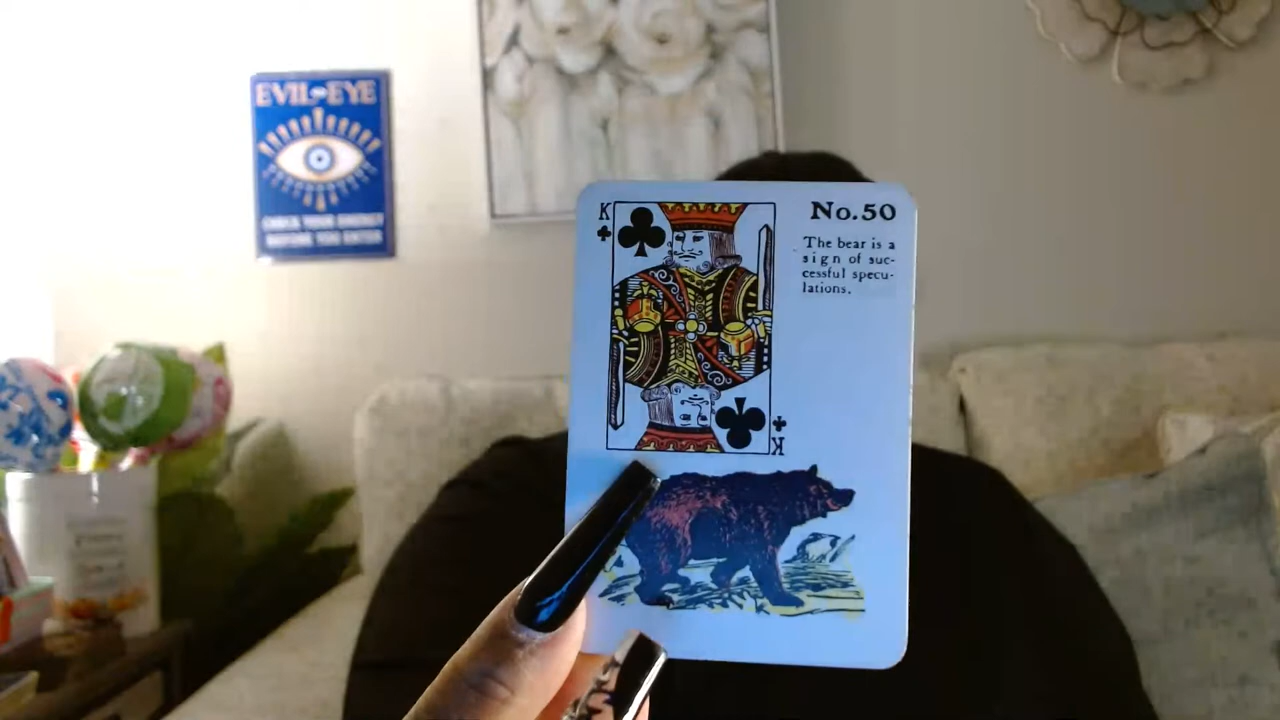 EVIL EYE
CHECK YOUR ENERGY
BEFORE YOU ENTER
K
No.50
The bear is a
sign of suc-
cessful specu-
lations.
K